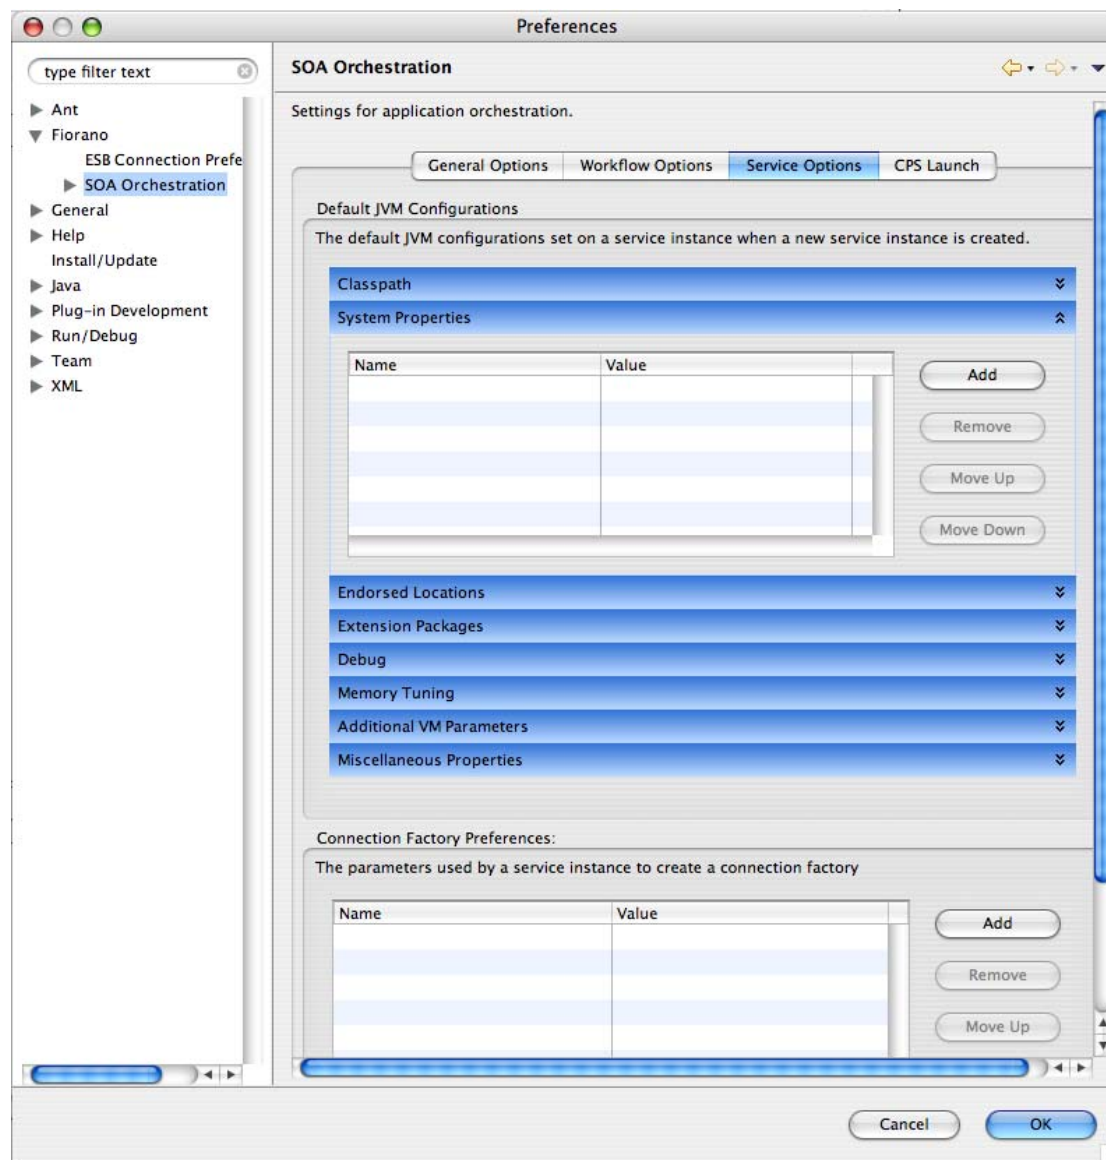 Preferences
type filter text
Ant
Fiorano
ESB Connection Prefe
SOA Orchestration
General
Help
Install/Update
Java
Plug-in Development
Run/Debug
Team
XML
SOA Orchestration
Settings for application orchestration.
General Options Workflow Options Service Options CPS Launch
Default JVM Configurations
The default JVM configurations set on a service instance when a new service instance is created.
Classpath
System Properties
Name Value
Add
Remove
Move Up
Move Down
Endorsed Locations
Extension Packages
Debug
Memory Tuning
Additional VM Parameters
Miscellaneous Properties
Connection Factory Preferences:
The parameters used by a service instance to create a connection factory
Name Value
Add
Remove
Move Up
Cancel OK